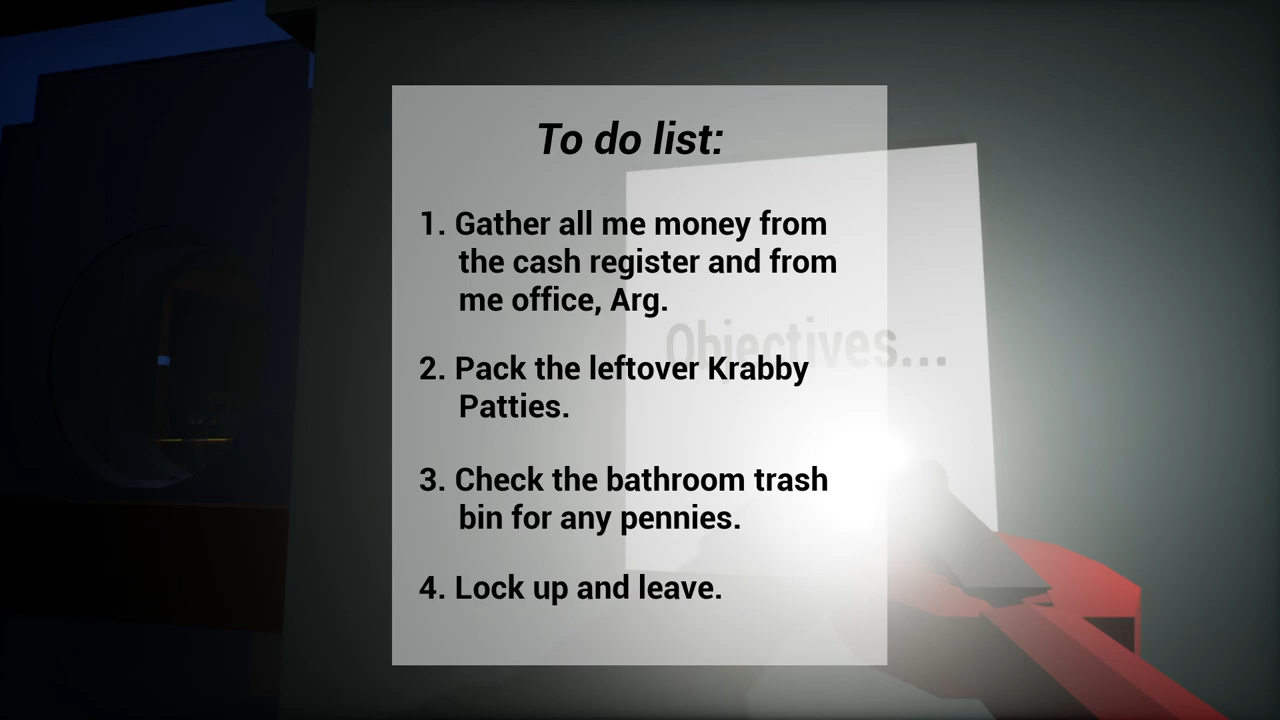 To do list:
1. Gather all me money from
the cash register and from
me office, Arg.
Objectives...
2. Pack the leftover Krabby
Patties.
3. Check the bathroom trash
bin for any pennies.
4. Lock up and leave.